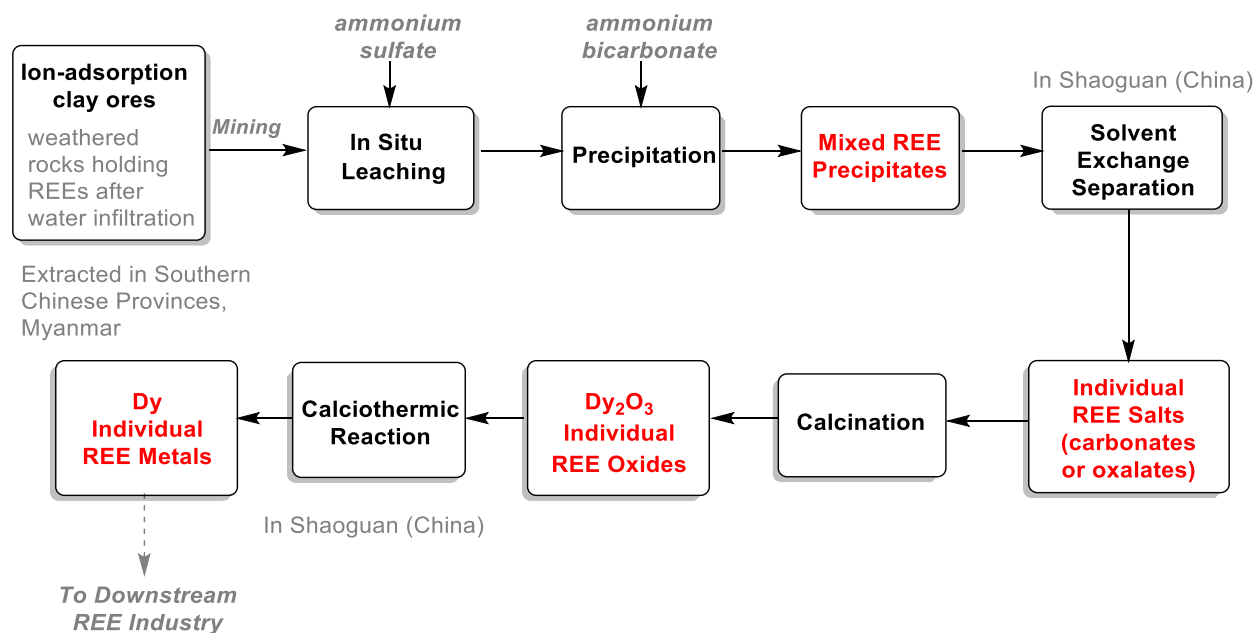 ammonium
sulfate
ammonium
bicarbonate
Ion-adsorption
clay ores
weathered
rocks holding
REEs after
water infiltration
Mining
In Situ
Leaching
Precipitation
Mixed REE
Precipitates
In Shaoguan (China)
Solvent
Exchange
Separation
Extracted in Southern
Chinese Provinces,
Myanmar
Dy
Individual
REE Metals
Calciothermic
Reaction
Dy₂O₃
Individual
REE Oxides
Calcination
Individual
REE Salts
(carbonates
or oxalates)
In Shaoguan (China)
To Downstream
REE Industry